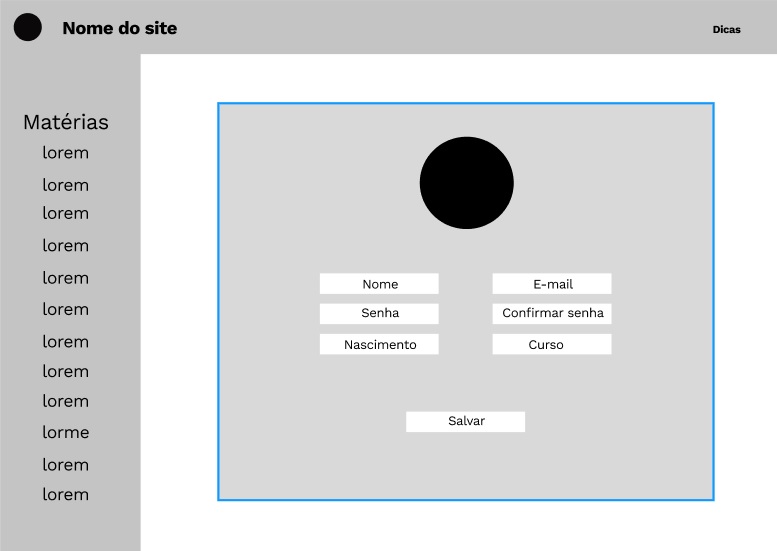 Nome do site
Dicas
Matérias
lorem
lorem
lorem
lorem
lorem
lorem
lorem
lorem
lorem
lorme
lorem
lorem
Nome
E-mail
Senha
Confirmar senha
Nascimento
Curso
Salvar